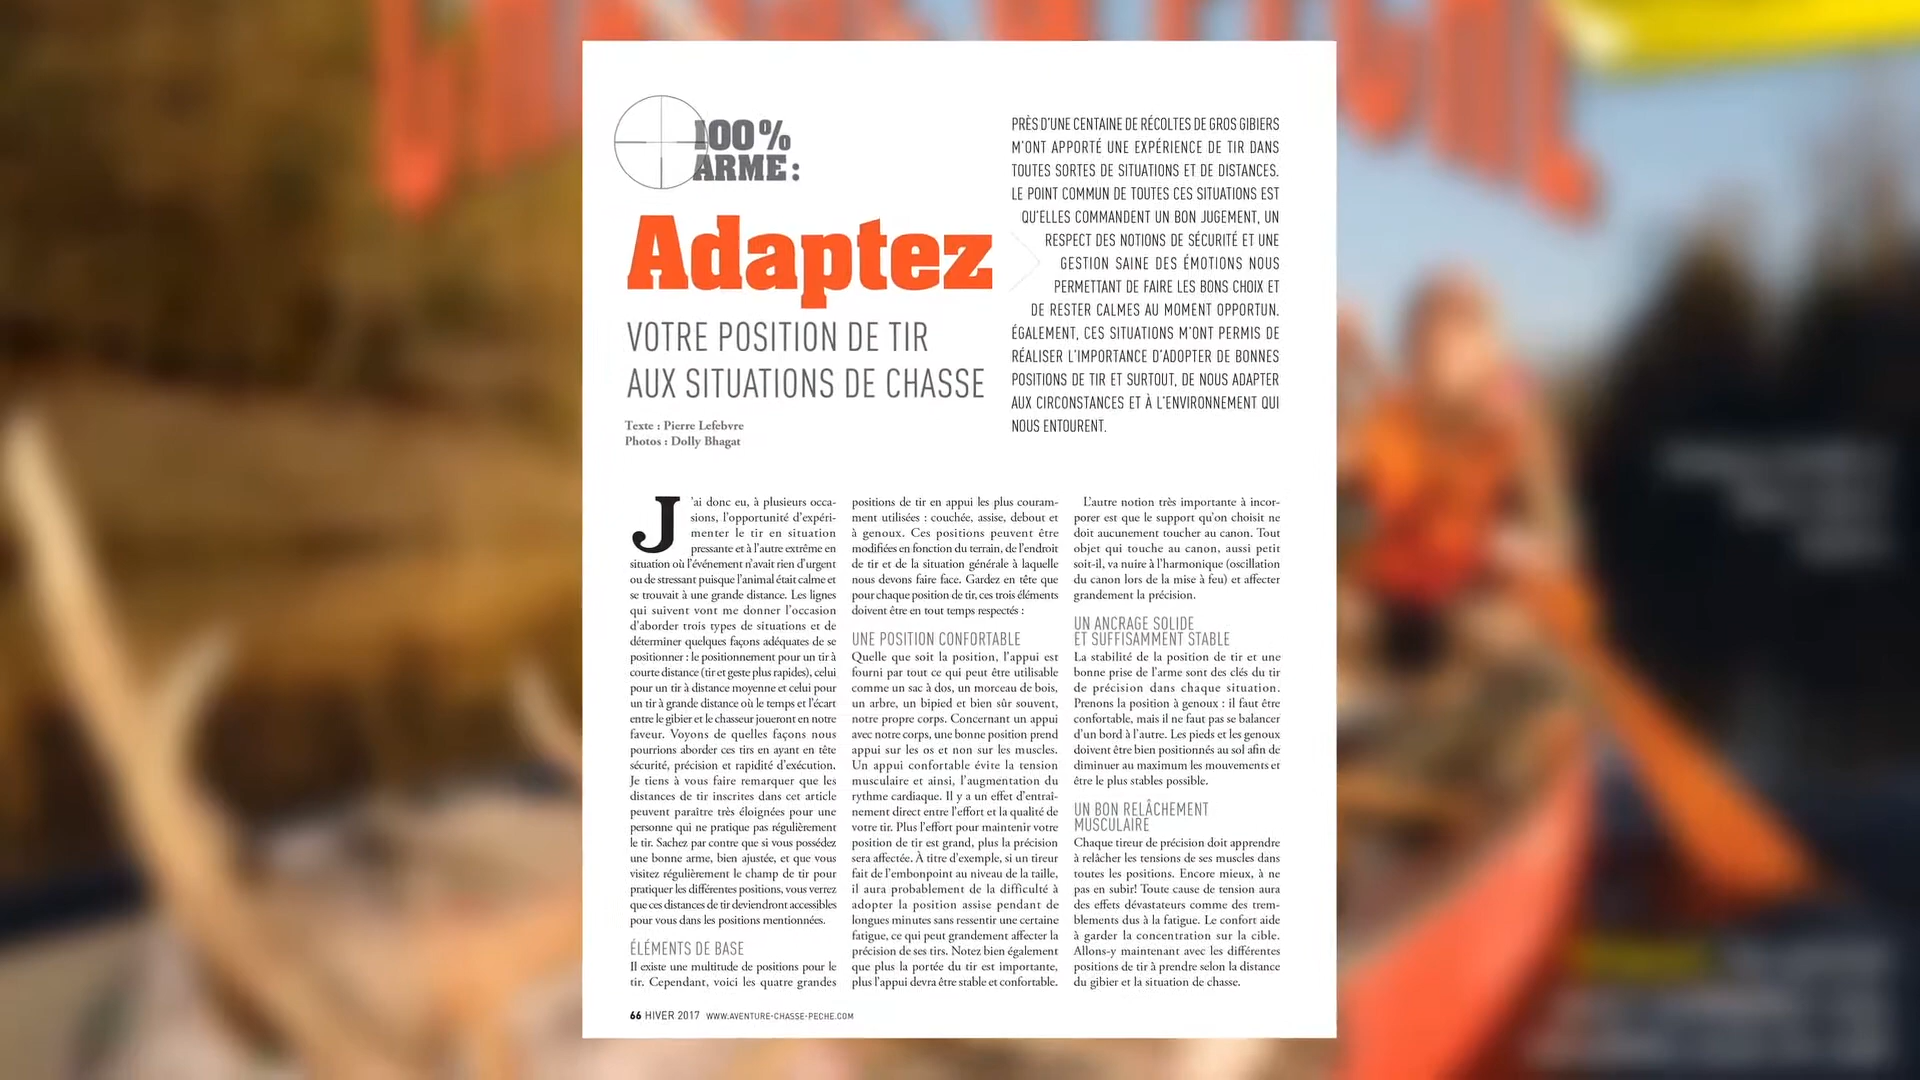 100%
ARME :
Adaptez
VOTRE POSITION DE TIR
AUX SITUATIONS DE CHASSE
Texte : Pierre Lefebvre
Photos : Dolly Bhagat
PRÈS D'UNE CENTAINE DE RÉCOLTES DE GROS GIBIERS
M'ONT APPORTÉ UNE EXPÉRIENCE DE TIR DANS
TOUTES SORTES DE SITUATIONS ET DE DISTANCES.
LE POINT COMMUN DE TOUTES CES SITUATIONS EST
QU'ELLES COMMANDENT UN BON JUGEMENT, UN
RESPECT DES NOTIONS DE SÉCURITÉ ET UNE
GESTION SAINE DES ÉMOTIONS NOUS
PERMETTANT DE FAIRE LES BONS CHOIX ET
DE RESTER CALMES AU MOMENT OPPORTUN.
ÉGALEMENT, CES SITUATIONS M'ONT PERMIS DE
RÉALISER L'IMPORTANCE D'ADOPTER DE BONNES
POSITIONS DE TIR ET SURTOUT, DE NOUS ADAPTER
AUX CIRCONSTANCES ET À L'ENVIRONNEMENT QUI
NOUS ENTOURENT.
J'ai donc eu, à plusieurs occa-
sions, l'opportunité d'expéri-
menter le tir en situation
pressante et à l'autre extrême en
situation où l'événement n'avait rien d'urgent
ou de stressant puisque l'animal était calme et
se trouvait à une grande distance. Les lignes
qui suivent vont me donner l'occasion
d'aborder trois types de situations et de
déterminer quelques façons adéquates de se
positionner : le positionnement pour un tir à
courte distance (tir et geste plus rapides), celui
pour un tir à distance moyenne et celui pour
un tir à grande distance où le temps et l'écart
entre le gibier et le chasseur joueront en notre
faveur. Voyons de quelles façons nous
pourrions aborder ces tirs en ayant en tête
sécurité, précision et rapidité d'exécution.
Je tiens à vous faire remarquer que les
distances de tir inscrites dans cet article
peuvent paraître très éloignées pour une
personne qui ne pratique pas régulièrement
le tir. Sachez par contre que si vous possédez
une bonne arme, bien ajustée, et que vous
visitez régulièrement le champ de tir pour
pratiquer les différentes positions, vous verrez
que ces distances de tir deviendront accessibles
pour vous dans les positions mentionnées.
ÉLÉMENTS DE BASE
Il existe une multitude de positions pour le
tir. Cependant, voici les quatre grandes
positions de tir en appui les plus couram-
ment utilisées : couchée, assise, debout et
à genoux. Ces positions peuvent être
modifiées en fonction du terrain, de l'endroit
de tir et de la situation générale à laquelle
nous devons faire face. Gardez en tête que
pour chaque position de tir, ces trois éléments
doivent être en tout temps respectés :
UNE POSITION CONFORTABLE
Quelle que soit la position, l'appui est
fourni par tout ce qui peut être utilisable
comme un sac à dos, un morceau de bois,
un arbre, un bipied et bien sûr souvent,
notre propre corps. Concernant un appui
avec notre corps, une bonne position prend
appui sur les os et non sur les muscles.
Un appui confortable évite la tension
musculaire et ainsi, l'augmentation du
rythme cardiaque. Il y a un effet d'entraî-
nement direct entre l'effort et la qualité de
votre tir. Plus l'effort pour maintenir votre
position de tir est grand, plus la précision
sera affectée. À titre d'exemple, si un tireur
fait de l'embonpoint au niveau de la taille,
il aura probablement de la difficulté à
adopter la position assise pendant de
longues minutes sans ressentir une certaine
fatigue, ce qui peut grandement affecter la
précision de ses tirs. Notez bien également
que plus la portée du tir est importante,
plus l'appui devra être stable et confortable.
L'autre notion très importante à incor-
porer est que le support qu'on choisit ne
doit aucunement toucher au canon. Tout
objet qui touche au canon, aussi petit
soit-il, va nuire à l'harmonique (oscillation
du canon lors de la mise à feu) et affecter
grandement la précision.
UN ANCRAGE SOLIDE
ET SUFFISAMMENT STABLE
La stabilité de la position de tir et une
bonne prise de l'arme sont des clés du tir
de précision dans chaque situation.
Prenons la position à genoux : il faut être
confortable, mais il ne faut pas se balancer
d'un bord à l'autre. Les pieds et les genoux
doivent être bien positionnés au sol afin de
diminuer au maximum les mouvements et
être le plus stables possible.
UN BON RELÂCHEMENT
MUSCULAIRE
Chaque tireur de précision doit apprendre
à relâcher les tensions de ses muscles dans
toutes les positions. Encore mieux, à ne
pas en subir! Toute cause de tension aura
des effets dévastateurs comme des trem-
blements dus à la fatigue. Le confort aide
à garder la concentration sur la cible.
Allons-y maintenant avec les différentes
positions de tir à prendre selon la distance
du gibier et la situation de chasse.
66 HIVER 2017 WWW.AVENTURE-CHASSE-PECHE.COM